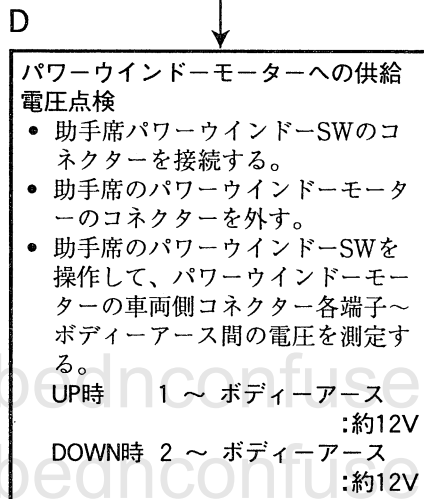 D
パワーウインドーモーターへの供給
電圧点検
• 助手席パワーウインドーSWのコ
ネクターを接続する。
• 助手席のパワーウインドーモータ
ーのコネクターを外す。
• 助手席のパワーウインドーSWを
操作して、パワーウインドーモー
ターの車両側コネクター各端子～
ボディーアース間の電圧を測定す
る。
UP時 1 ～ ボディーアース
:約12V
DOWN時 2 ～ ボディーアース
:約12V
bednconfuse
bednconfuse